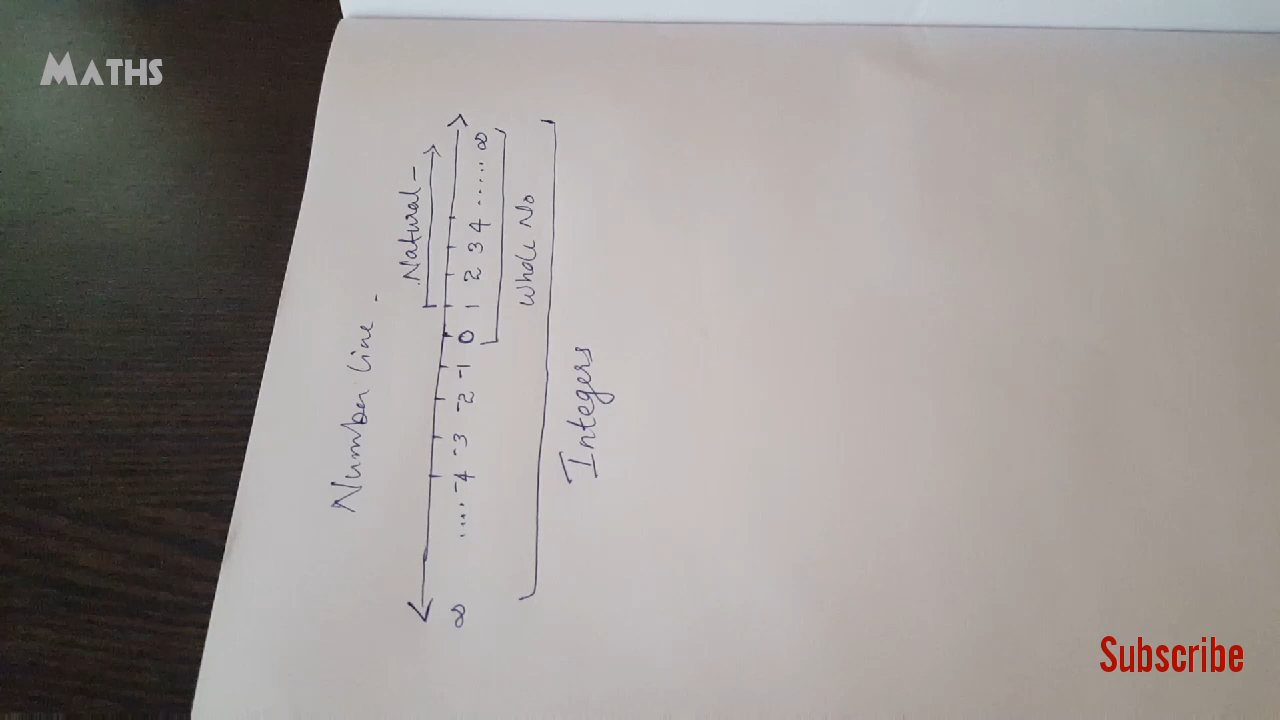 MATHS
Number line.
Natural -
∞ ..... -4 -3 -2 -1 0 1 2 3 4 ...... ∞
Whole No
Integers
Subscribe